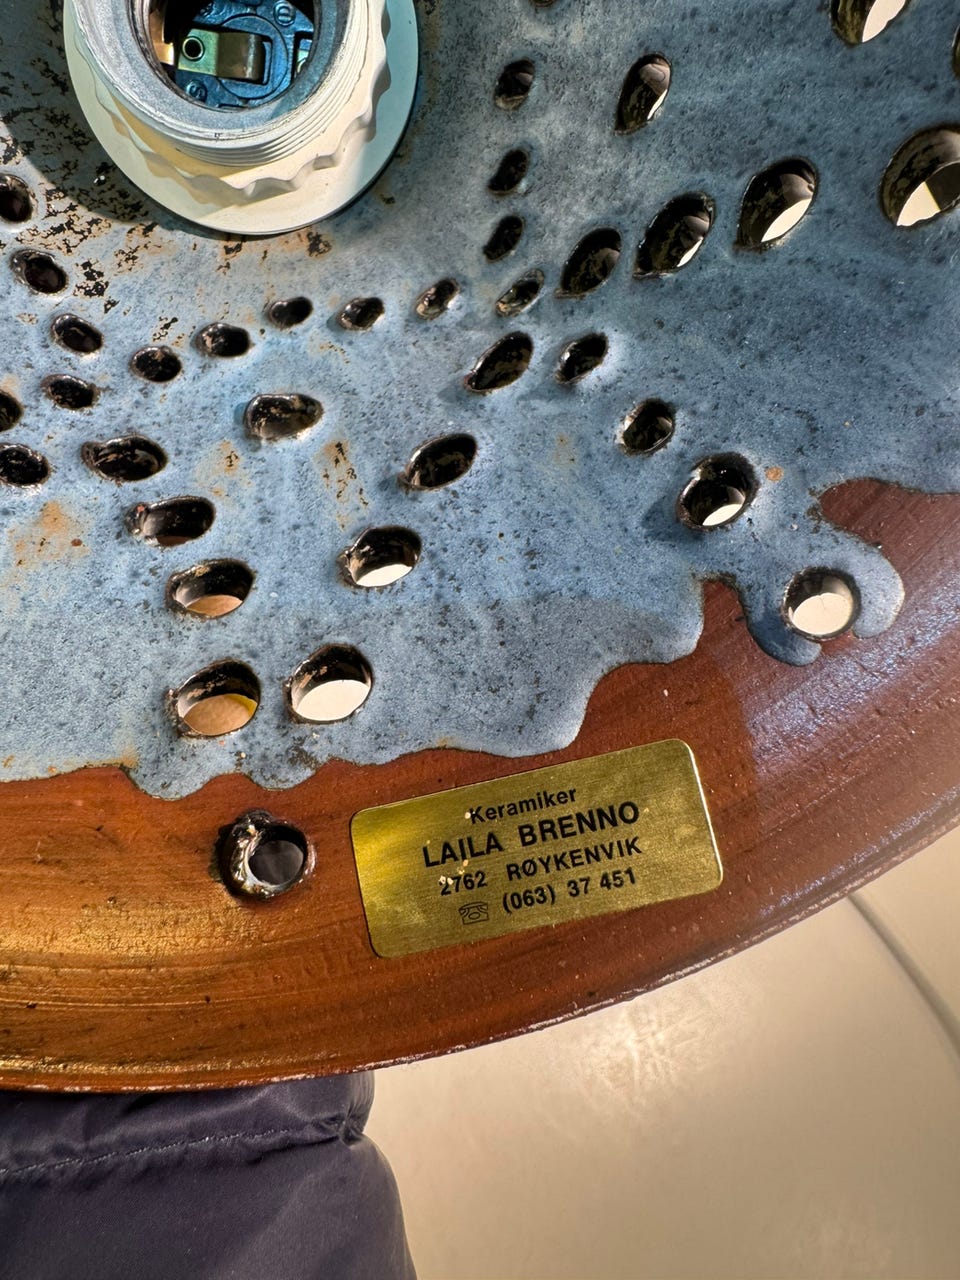 Keramiker
LAILA BRENNO
2762 RØYKENVIK
☏ (063) 37 451